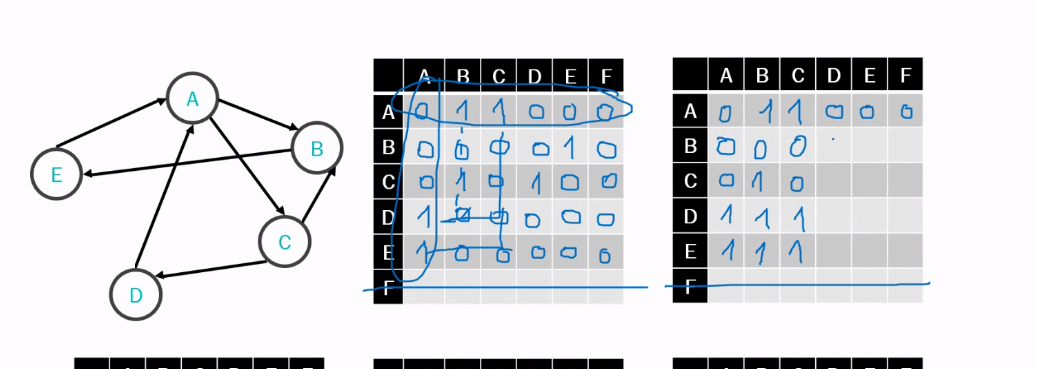 A
B
E
C
D
A B C D E F
A 0 1 1 0 0 0
B 0 0 0 0 1 0
C 0 1 0 1 0 0
D 1 0 0 0 0 0
E 1 0 0 0 0 0
F
A B C D E F
A 0 1 1 0 0 0
B 0 0 0
C 0 1 0
D 1 1 1
E 1 1 1
F